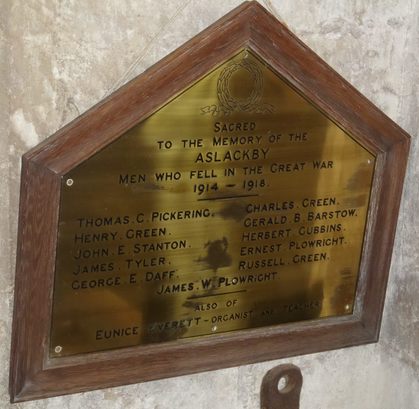 SACRED
TO THE MEMORY OF THE
ASLACKBY
MEN WHO FELL IN THE GREAT WAR
1914 – 1918.
THOMAS. C. PICKERING. CHARLES. GREEN.
HENRY. GREEN. GERALD. B. BARSTOW.
JOHN. E. STANTON. HERBERT. GUBBINS.
JAMES. TYLER. ERNEST. PLOWRIGHT.
GEORGE. E. DAFF. RUSSELL. GREEN.
JAMES. W. PLOWRIGHT.
ALSO OF
EUNICE EVERETT – ORGANIST AND TEACHER